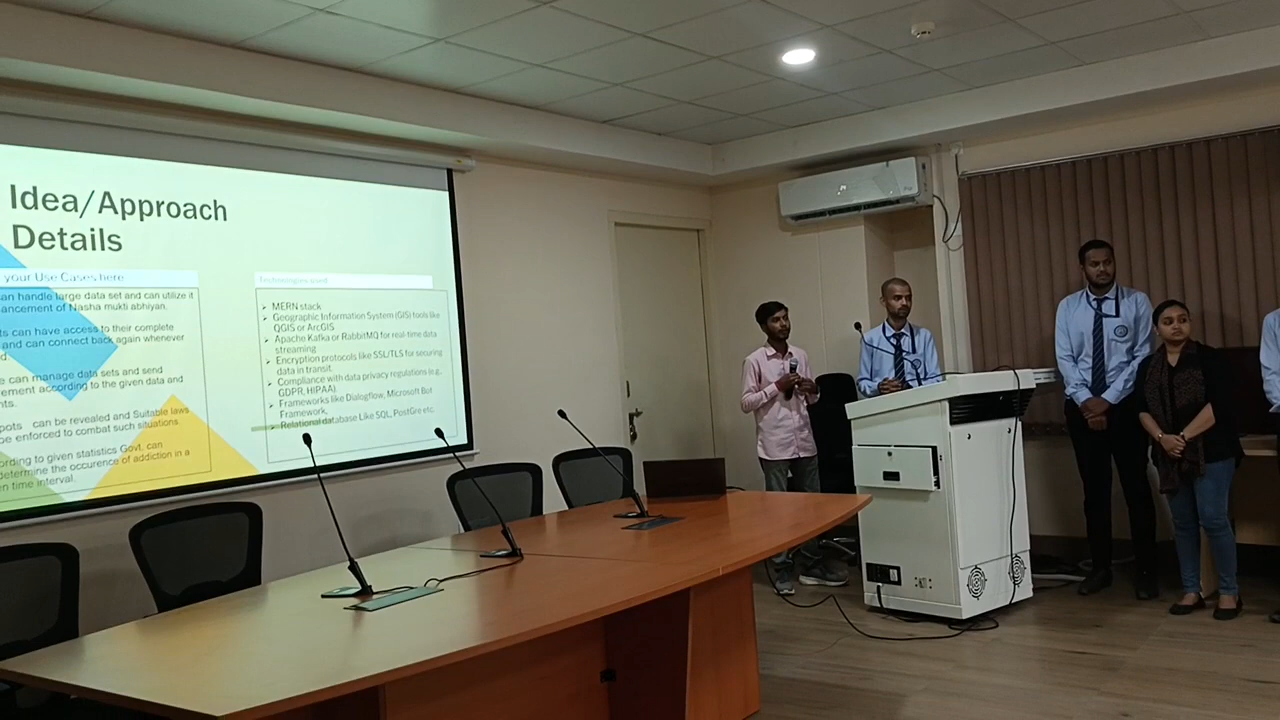 Idea/Approach
Details
your Use Cases here
an handle large data set and can utilize it
ancement of Nasha mukti abhiyan.
ts can have access to their complete
and can connect back again whenever
d.
e can manage data sets and send
ement according to the given data and
nts.
pots can be revealed and Suitable laws
be enforced to combat such situations
ording to given statistics Govt. can
determine the occurence of addiction in a
en time interval.
Technologies used
➢ MERN stack
➢ Geographic Information System (GIS) tools like
QGIS or ArcGIS
➢ Apache Kafka or RabbitMQ for real-time data
streaming
➢ Encryption protocols like SSL/TLS for securing
data in transit.
➢ Compliance with data privacy regulations (e.g.,
GDPR, HIPAA).
➢ Frameworks like Dialogflow, Microsoft Bot
Framework,
➢ Relational database Like SQL, PostGre etc.